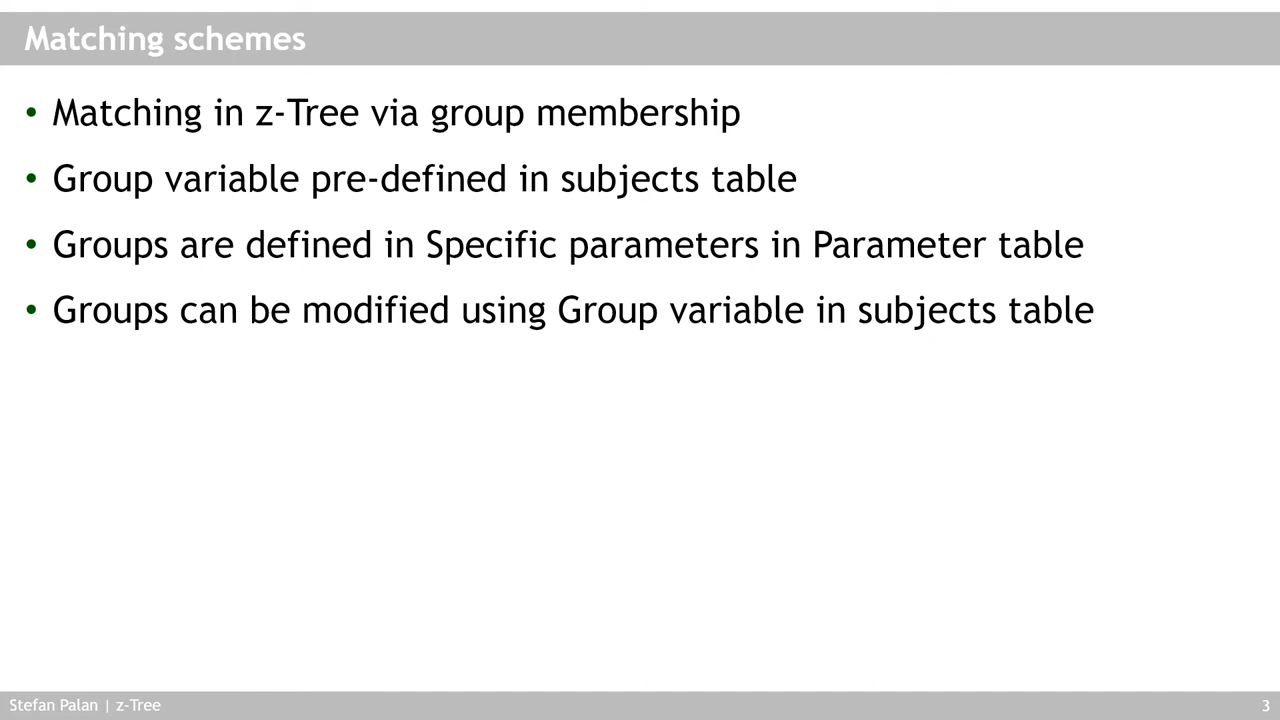 Matching schemes
• Matching in z-Tree via group membership
• Group variable pre-defined in subjects table
• Groups are defined in Specific parameters in Parameter table
• Groups can be modified using Group variable in subjects table
Stefan Palan | z-Tree
3